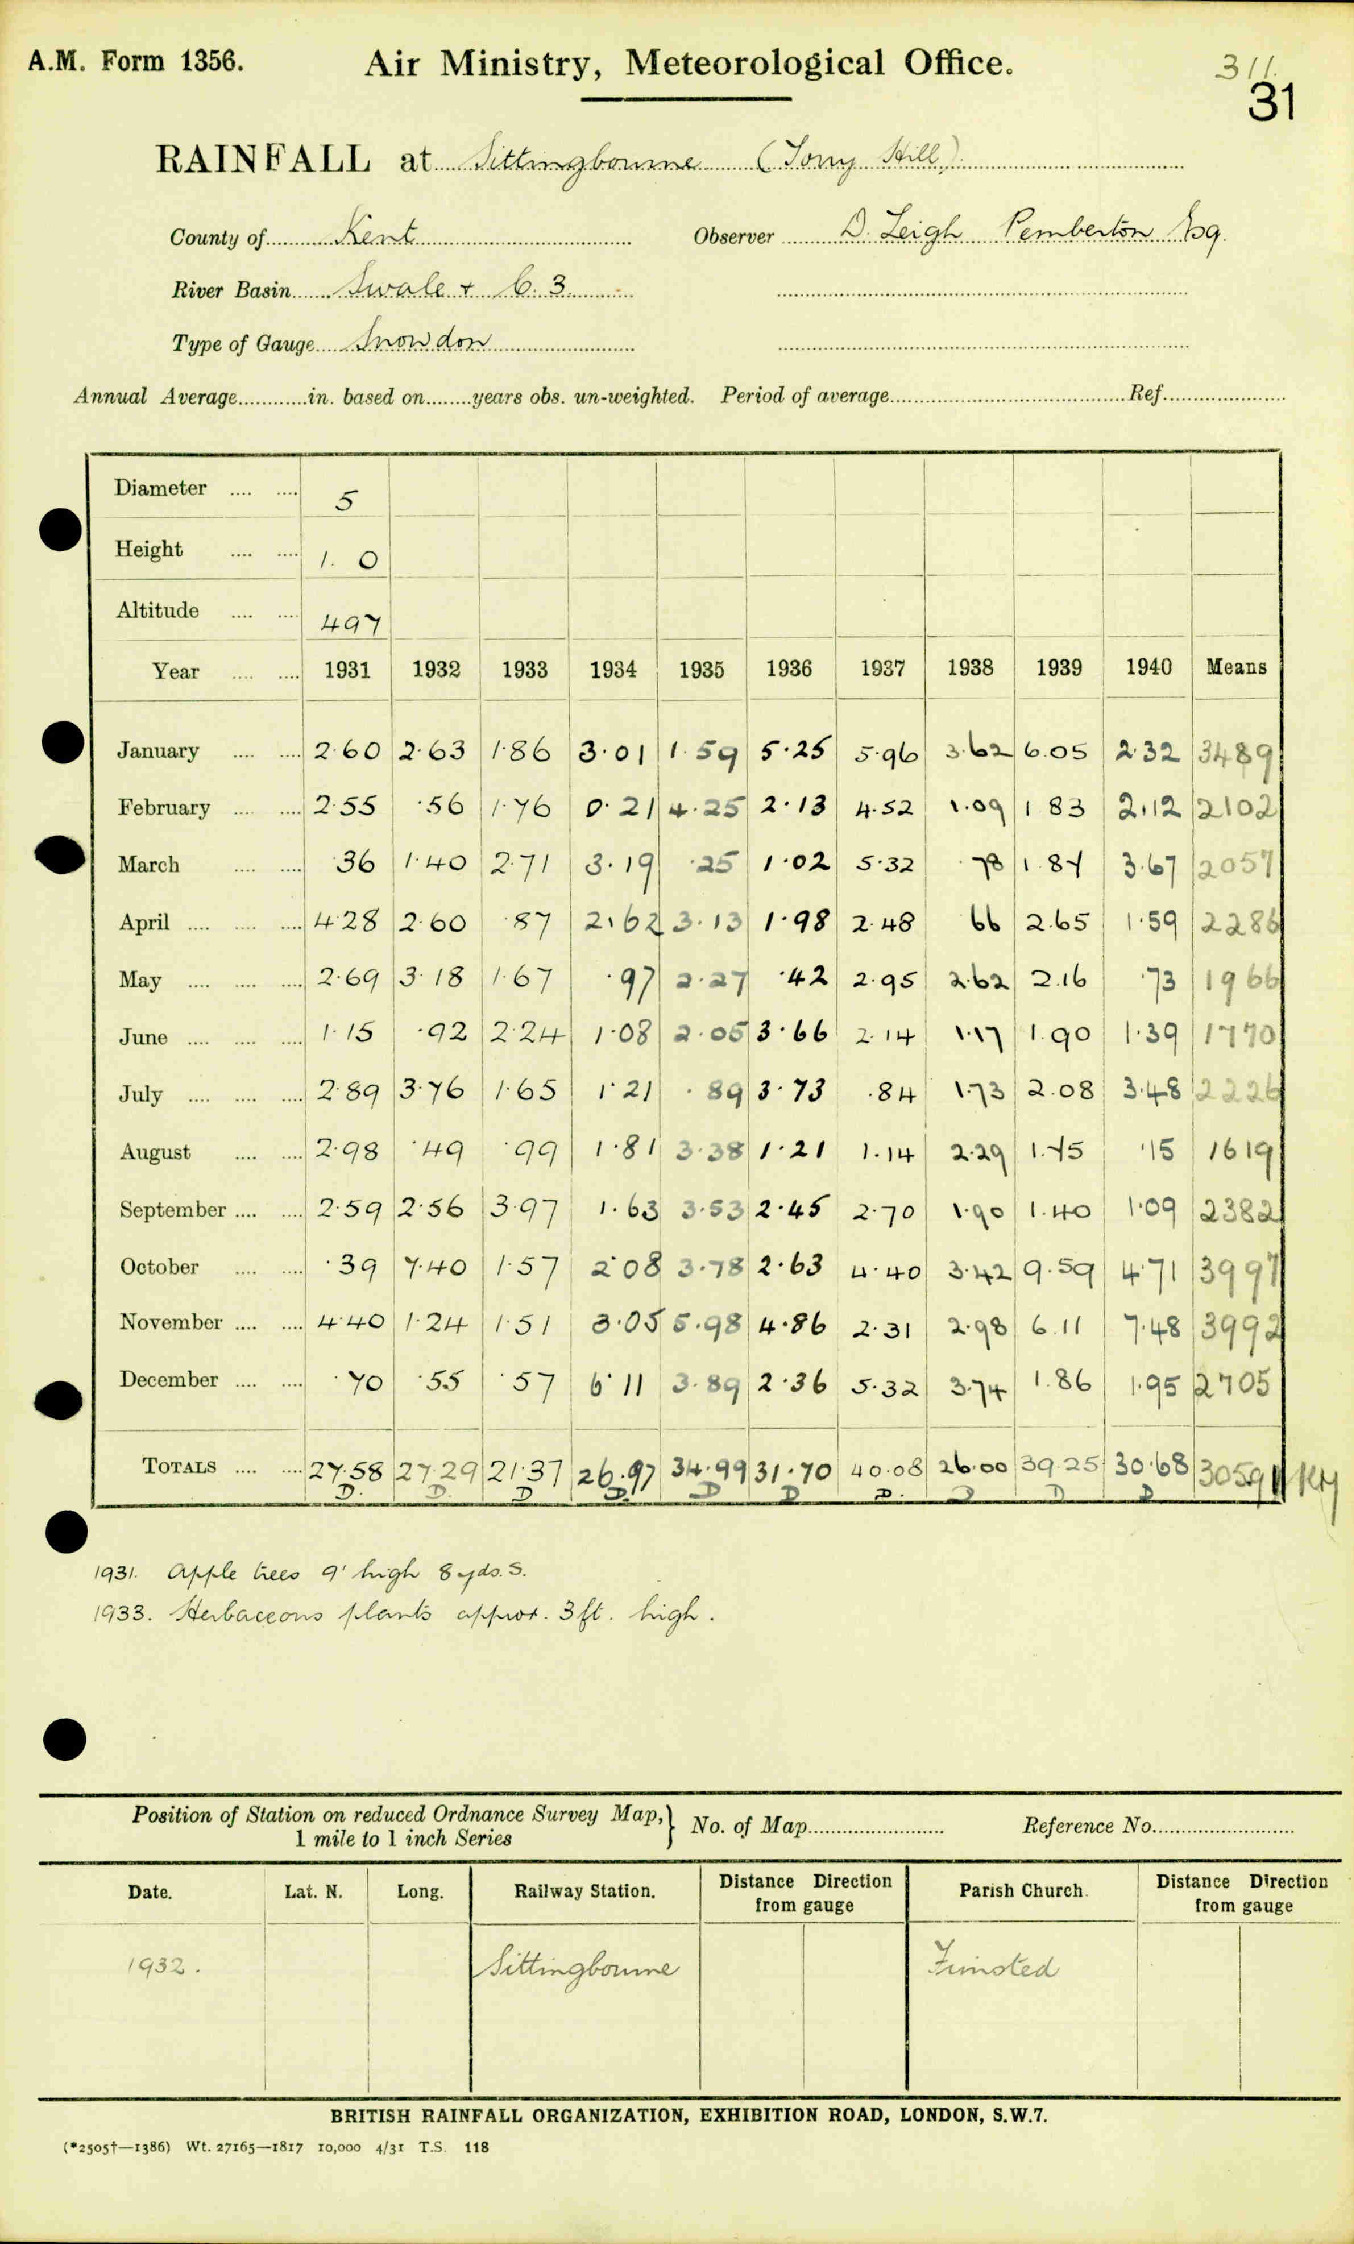 A.M. Form 1356. Air Ministry, Meteorological Office. 311.
31
RAINFALL at Sittingbourne (Torry Hill)
County of Kent Observer D. Leigh Pemberton Esq.
River Basin Swale + C. 3
Type of Gauge Snowdon
Annual Average in. based on years obs. un-weighted. Period of average Ref.
Diameter 5
Height 1. 0
Altitude 497
Year 1931 1932 1933 1934 1935 1936 1937 1938 1939 1940 Means
January 2.60 2.63 1.86 3.01 1.59 5.25 5.96 3.62 6.05 2.32 3489
February 2.55 .56 1.76 0.21 4.25 2.13 4.52 1.09 1 83 2.12 2102
March 36 1.40 2.71 3.19 .25 1.02 5.32 .78 1.87 3.67 2057
April 4.28 2.60 .87 2.62 3.13 1.98 2.48 66 2.65 1.59 2286
May 2.69 3.18 1.67 .97 2.27 .42 2.95 2.62 2.16 .73 1966
June 1.15 .92 2.24 1.08 2.05 3.66 2.14 1.17 1.90 1.39 1770
July 2.89 3.76 1.65 1.21 .89 3.73 .84 1.73 2.08 3.48 2226
August 2.98 .49 .99 1.81 3.38 1.21 1.14 2.29 1.75 .15 1619
September 2.59 2.56 3.97 1.63 3.53 2.45 2.70 1.90 1.40 1.09 2382
October .39 7.40 1.57 2.08 3.78 2.63 4.40 3.42 9.59 4.71 3997
November 4.40 1.24 1.51 3.05 5.98 4.86 2.31 2.98 6.11 7.48 3992
December .70 .55 .57 6.11 3.89 2.36 5.32 3.74 1.86 1.95 2705
TOTALS 27.58 27.29 21.37 26.97 34.99 31.70 40.08 26.00 39.25 30.68 30591
D. D. D D. D D D. D D D
1931. Apple trees 9' high 8 yds. S.
1933. Herbaceous plants approx. 3 ft. high.
Position of Station on reduced Ordnance Survey Map,} No. of Map Reference No.
1 mile to 1 inch Series
Date. Lat. N. Long. Railway Station. Distance Direction from gauge Parish Church. Distance Direction from gauge
1932. Sittingbourne Frinsted
BRITISH RAINFALL ORGANIZATION, EXHIBITION ROAD, LONDON, S.W.7.
(*2505†—1386) Wt. 27165—1817 10,000 4/31 T.S. 118